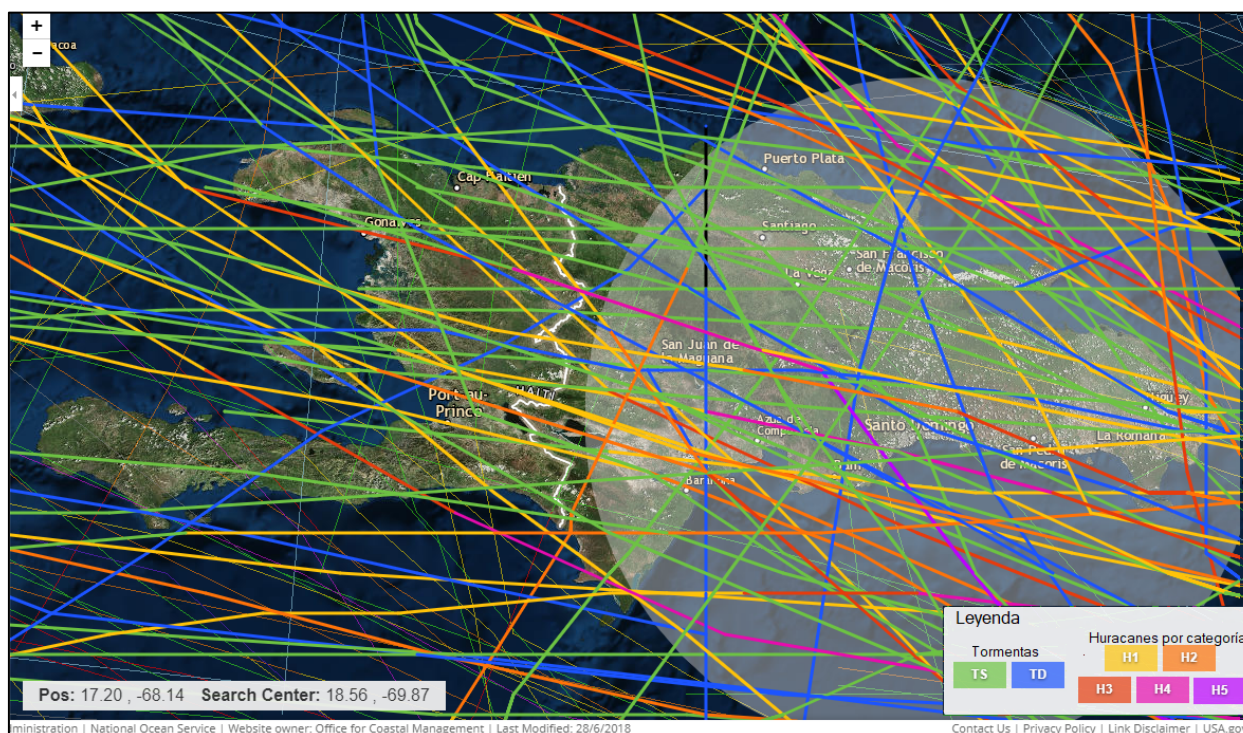 +
−
acoa
Puerto Plata
Cap-Haïtien
Gonaïves
Santiago
San Francisco
de Macorís
La Vega
San Juan de
la Maguana
HAITI
Port-au-
Prince
Higüey
Azua de
Compostela
Santo Domingo
La Romana
San Pedro
de Macorís
Barahona
Leyenda
Tormentas
Huracanes por categoría
TS
TD
H1
H2
H3
H4
H5
Pos: 17.20 , -68.14 Search Center: 18.56 , -69.87
ministration | National Ocean Service | Website owner: Office for Coastal Management | Last Modified: 28/6/2018
Contact Us | Privacy Policy | Link Disclaimer | USA.gov